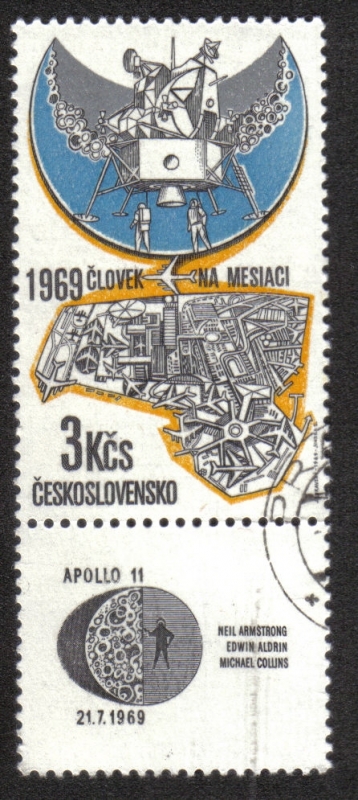 1969 ČLOVEK NA MESIACI
3 KČS
ČESKOSLOVENSKO
APOLLO 11
NEIL ARMSTRONG
EDWIN ALDRIN
MICHAEL COLLINS
21.7.1969